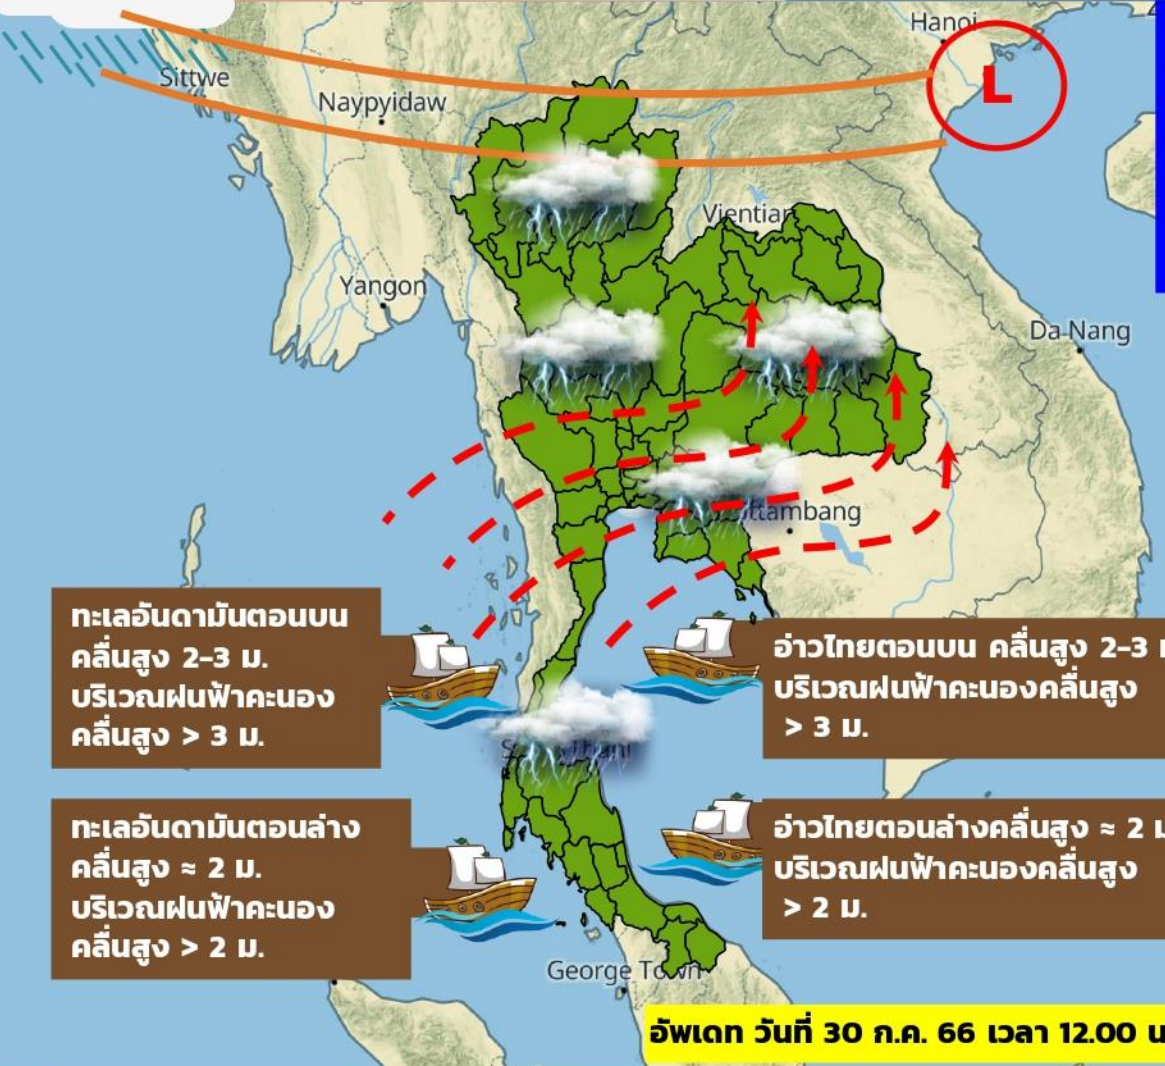 Hanoi
L
Sittwe
Naypyidaw
Vientian
Yangon
Da Nang
ttambang
ทะเลอันดามันตอนบน
คลื่นสูง 2-3 ม.
บริเวณฝนฟ้าคะนอง
คลื่นสูง > 3 ม.
อ่าวไทยตอนบน คลื่นสูง 2-3 ม
บริเวณฝนฟ้าคะนองคลื่นสูง
> 3 ม.
ทะเลอันดามันตอนล่าง
คลื่นสูง ≈ 2 ม.
บริเวณฝนฟ้าคะนอง
คลื่นสูง > 2 ม.
อ่าวไทยตอนล่างคลื่นสูง ≈ 2 ม
บริเวณฝนฟ้าคะนองคลื่นสูง
> 2 ม.
George Town
อัพเดท วันที่ 30 ก.ค. 66 เวลา 12.00 น